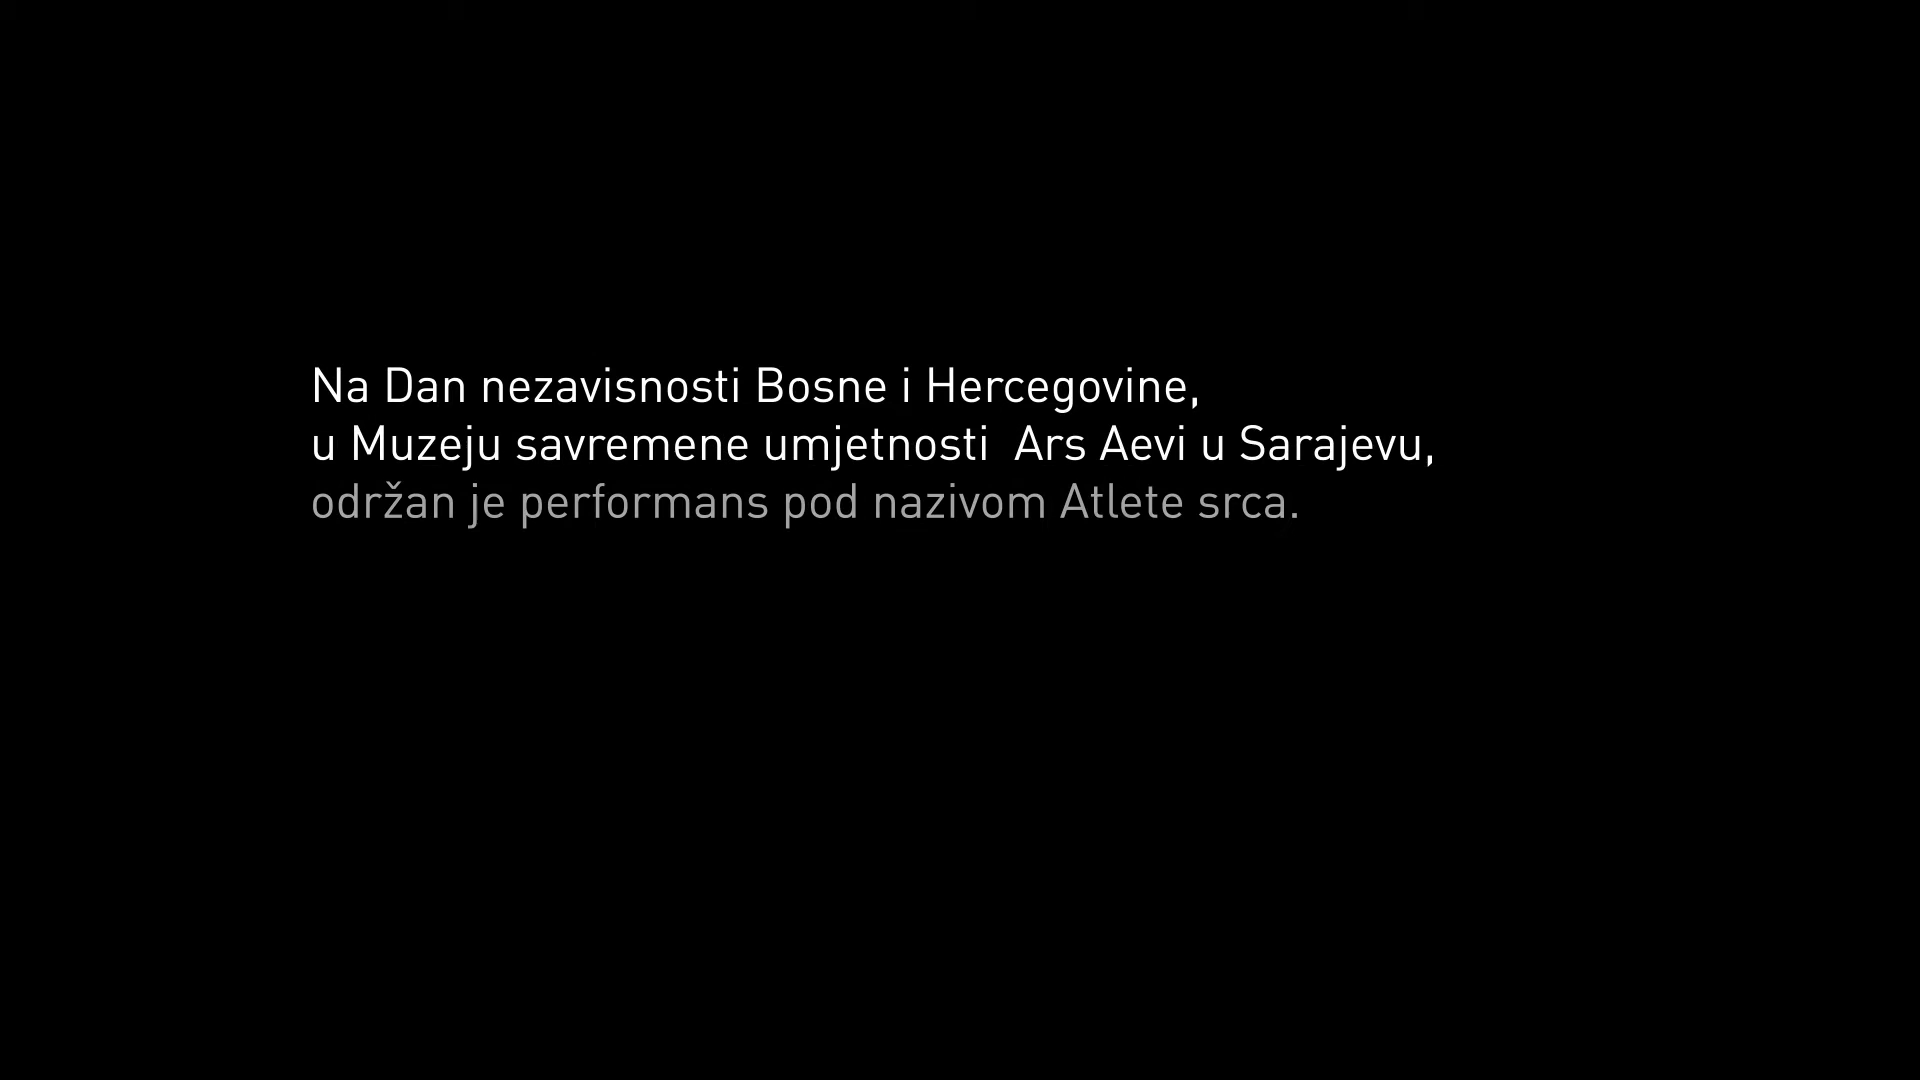 Na Dan nezavisnosti Bosne i Hercegovine,
u Muzeju savremene umjetnosti  Ars Aevi u Sarajevu,
održan je performans pod nazivom Atlete srca.